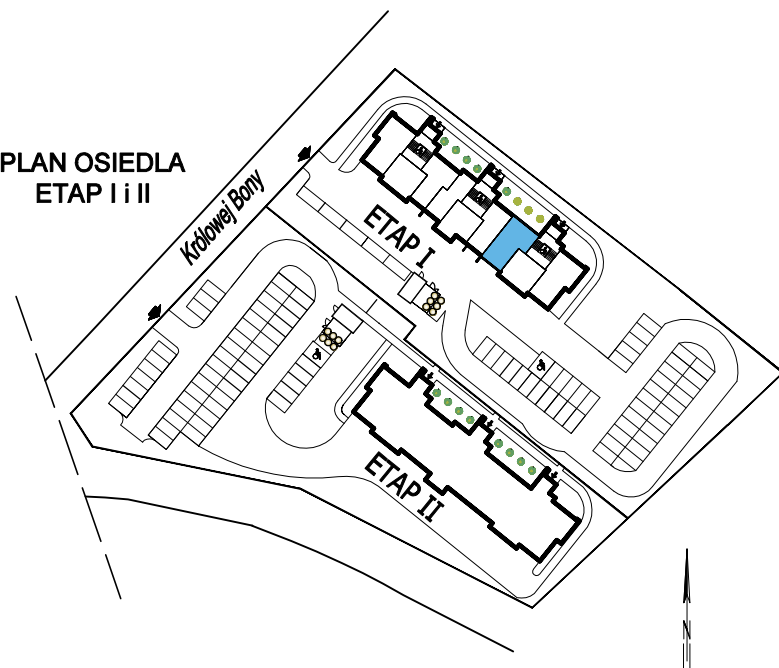 PLAN OSIEDLA
ETAP I i II
Królowej Bony
ETAP I
ETAP II
N